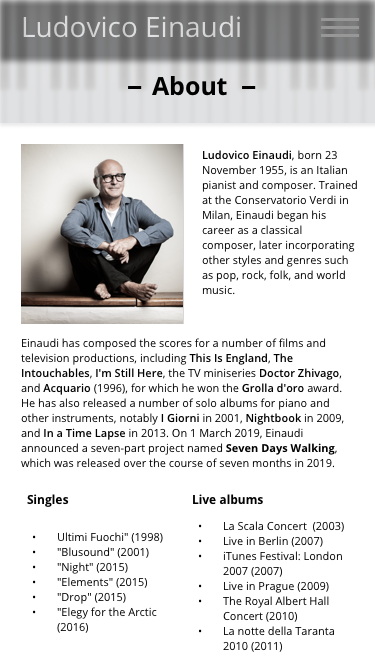 Ludovico Einaudi
– About –
Ludovico Einaudi, born 23
November 1955, is an Italian
pianist and composer. Trained
at the Conservatorio Verdi in
Milan, Einaudi began his
career as a classical
composer, later incorporating
other styles and genres such
as pop, rock, folk, and world
music.
Einaudi has composed the scores for a number of films and
television productions, including This Is England, The
Intouchables, I'm Still Here, the TV miniseries Doctor Zhivago,
and Acquario (1996), for which he won the Grolla d'oro award.
He has also released a number of solo albums for piano and
other instruments, notably I Giorni in 2001, Nightbook in 2009,
and In a Time Lapse in 2013. On 1 March 2019, Einaudi
announced a seven-part project named Seven Days Walking,
which was released over the course of seven months in 2019.
Singles
• Ultimi Fuochi" (1998)
• "Blusound" (2001)
• "Night" (2015)
• "Elements" (2015)
• "Drop" (2015)
• "Elegy for the Arctic
(2016)
Live albums
• La Scala Concert (2003)
• Live in Berlin (2007)
• iTunes Festival: London
2007 (2007)
• Live in Prague (2009)
• The Royal Albert Hall
Concert (2010)
• La notte della Taranta
2010 (2011)